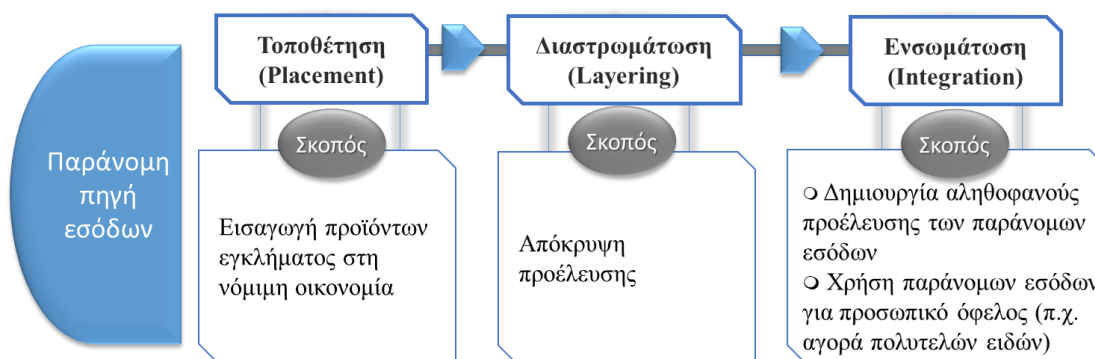 Παράνομη
πηγή
εσόδων
Τοποθέτηση
(Placement)
Σκοπός
Εισαγωγή προϊόντων
εγκλήματος στη
νόμιμη οικονομία
Διαστρωμάτωση
(Layering)
Σκοπός
Απόκρυψη
προέλευσης
Ενσωμάτωση
(Integration)
Σκοπός
❍ Δημιουργία αληθοφανούς
προέλευσης των παράνομων
εσόδων
❍ Χρήση παράνομων εσόδων
για προσωπικό όφελος (π.χ.
αγορά πολυτελών ειδών)